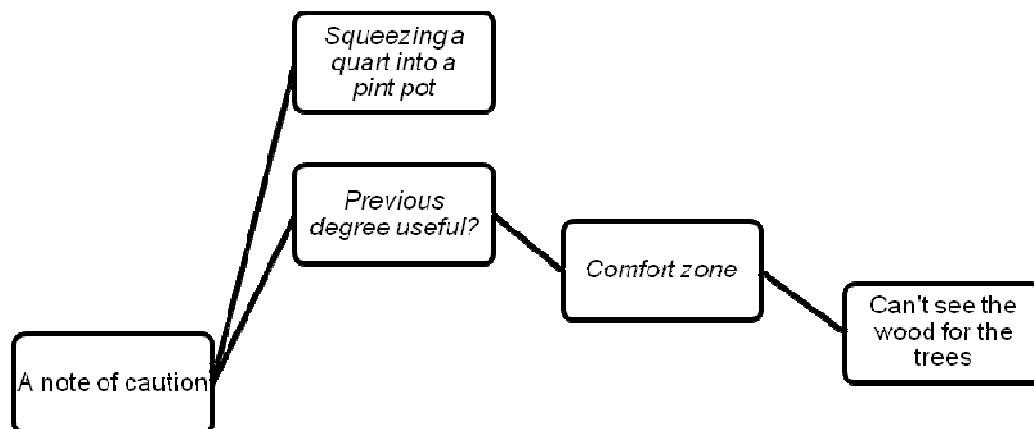 Squeezing a
quart into a
pint pot
Previous
degree useful?
Comfort zone
Can't see the
wood for the
trees
A note of caution